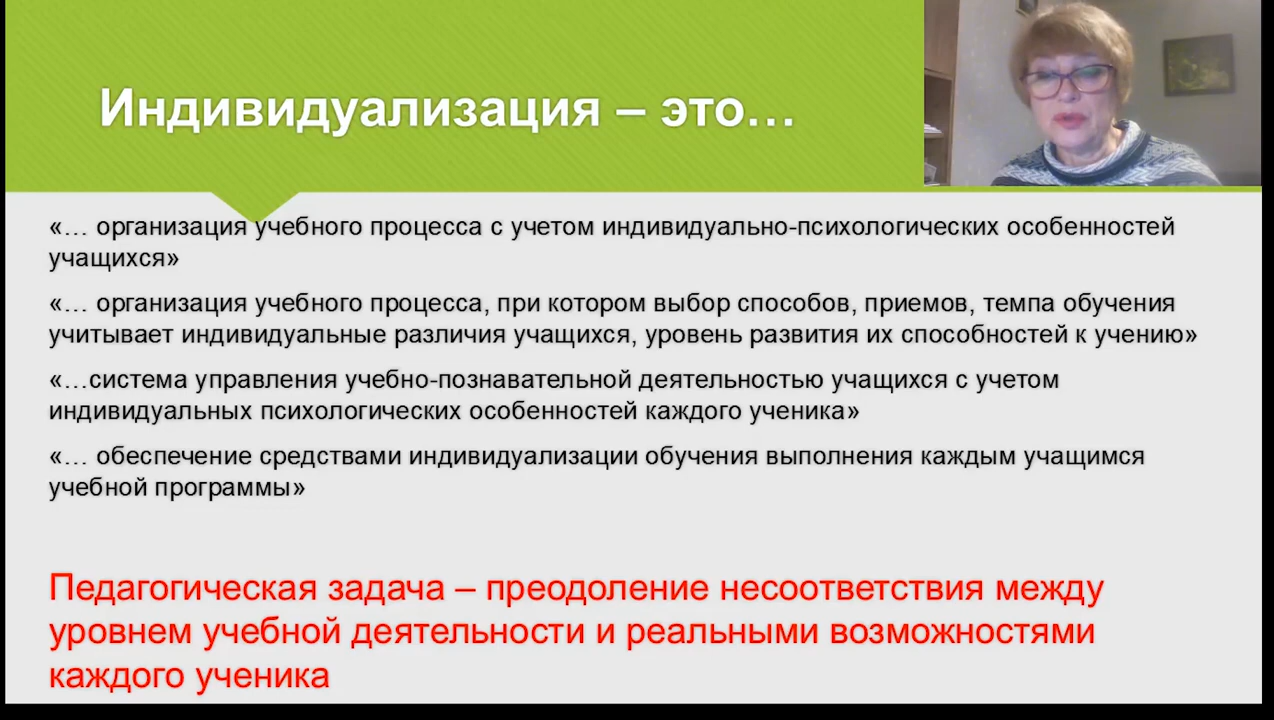 Индивидуализация – это…
«… организация учебного процесса с учетом индивидуально-психологических особенностей
учащихся»
«… организация учебного процесса, при котором выбор способов, приемов, темпа обучения
учитывает индивидуальные различия учащихся, уровень развития их способностей к учению»
«…система управления учебно-познавательной деятельностью учащихся с учетом
индивидуальных психологических особенностей каждого ученика»
«… обеспечение средствами индивидуализации обучения выполнения каждым учащимся
учебной программы»
Педагогическая задача – преодоление несоответствия между
уровнем учебной деятельности и реальными возможностями
каждого ученика